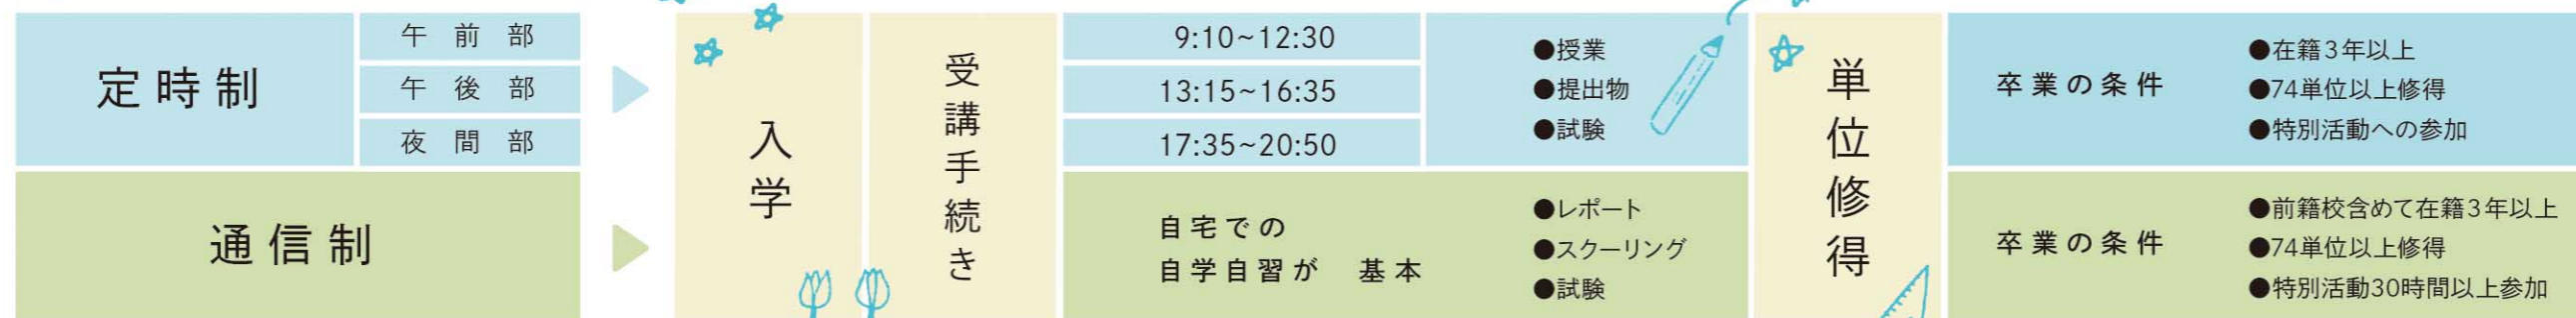 定時制
午前部
午後部
夜間部
通信制
入学
受講手続き
9:10~12:30
13:15~16:35
17:35~20:50
●授業
●提出物
●試験
自宅での
自学自習が 基本
●レポート
●スクーリング
●試験
単位修得
卒業の条件
●在籍3年以上
●74単位以上修得
●特別活動への参加
卒業の条件
●前籍校含めて在籍3年以上
●74単位以上修得
●特別活動30時間以上参加